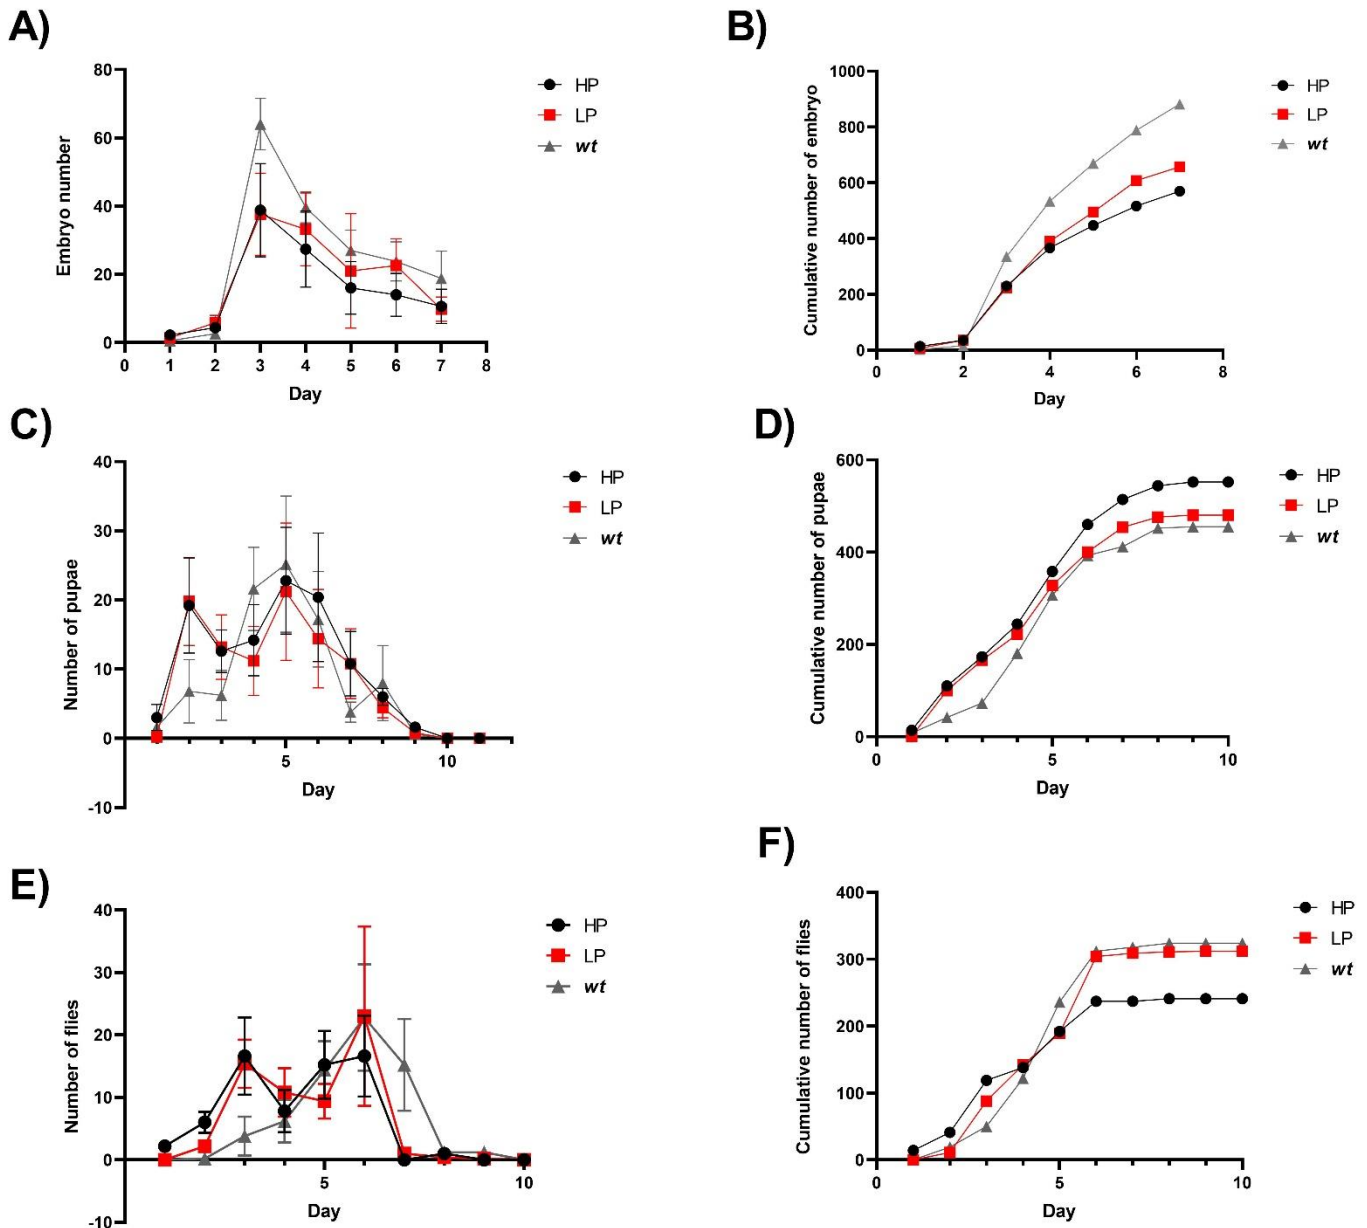 A)
80
60
40
20
0
Embryo number
0 1 2 3 4 5 6 7 8
Day
HP
LP
wt
B)
1000
800
600
400
200
0
Cumulative number of embryo
0 2 4 6 8
Day
HP
LP
wt
C)
40
30
20
10
0
-10
Number of pupae
5 10
Day
HP
LP
wt
D)
600
400
200
0
Cumulative number of pupae
0 5 10
Day
HP
LP
wt
E)
40
30
20
10
0
-10
Number of flies
5 10
Day
HP
LP
wt
F)
400
300
200
100
0
Cumulative number of flies
0 5 10
Day
HP
LP
wt